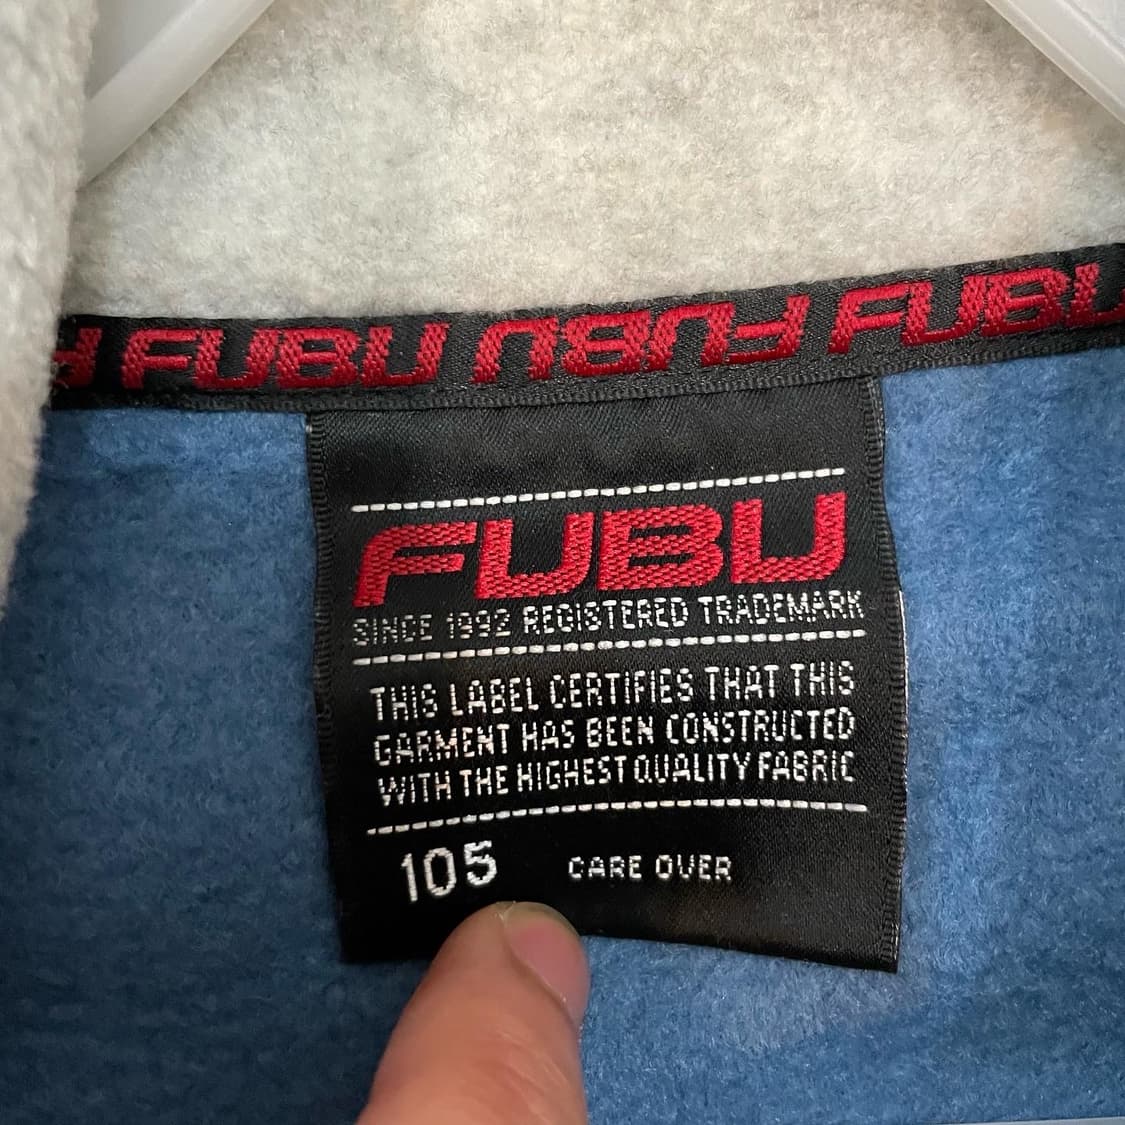 FUBU FUBU FUBU
FUBU
SINCE 1992 REGISTERED TRADEMARK
THIS LABEL CERTIFIES THAT THIS
GARMENT HAS BEEN CONSTRUCTED
WITH THE HIGHEST QUALITY FABRIC
105 CARE OVER